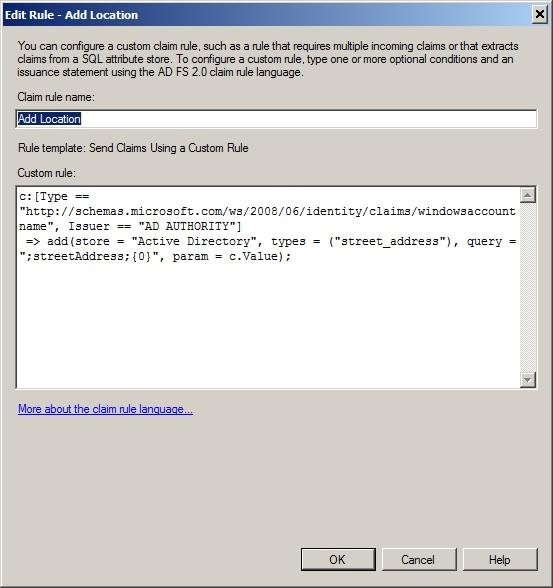 Edit Rule - Add Location
You can configure a custom claim rule, such as a rule that requires multiple incoming claims or that extracts
claims from a SQL attribute store. To configure a custom rule, type one or more optional conditions and an
issuance statement using the AD FS 2.0 claim rule language.
Claim rule name:
Add Location
Rule template: Send Claims Using a Custom Rule
Custom rule:
c:[Type ==
"http://schemas.microsoft.com/ws/2008/06/identity/claims/windowsaccount
name", Issuer == "AD AUTHORITY"]
 => add(store = "Active Directory", types = ("street_address"), query =
";streetAddress;{0}", param = c.Value);
More about the claim rule language...
OK
Cancel
Help